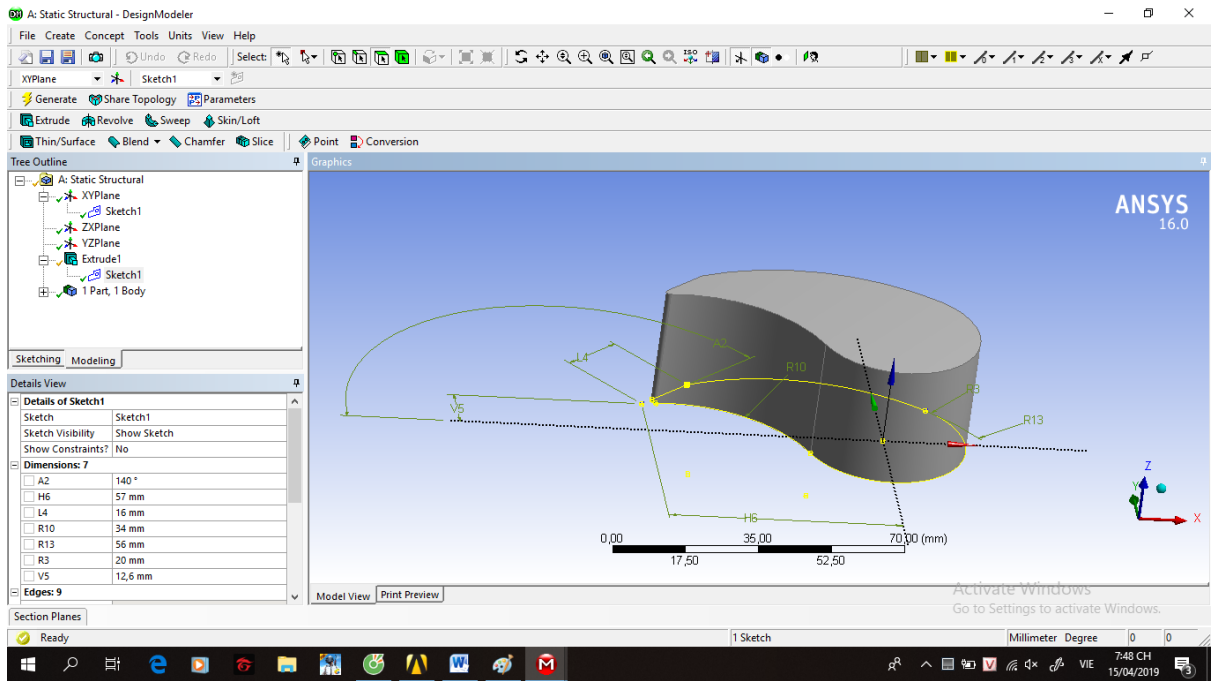 A: Static Structural - DesignModeler
File Create Concept Tools Units View Help
Undo Redo Select:
XYPlane Sketch1
Generate Share Topology Parameters
Extrude Revolve Sweep Skin/Loft
Thin/Surface Blend Chamfer Slice Point Conversion
Tree Outline
A: Static Structural
XYPlane
Sketch1
ZXPlane
YZPlane
Extrude1
Sketch1
1 Part, 1 Body
Sketching Modeling
Details View
Details of Sketch1
Sketch Sketch1
Sketch Visibility Show Sketch
Show Constraints? No
Dimensions: 7
A2 140 °
H6 57 mm
L4 16 mm
R10 34 mm
R13 56 mm
R3 20 mm
V5 12,6 mm
Edges: 9
Graphics
ANSYS
16.0
A2
L4
R10
R3
V5
R13
H6
0,00 35,00 70,00 (mm)
17,50 52,50
Z
Y
X
Model View Print Preview
Activate Windows
Go to Settings to activate Windows.
Section Planes
Ready 1 Sketch Millimeter Degree 0 0
VIE
7:48 CH
15/04/2019
3